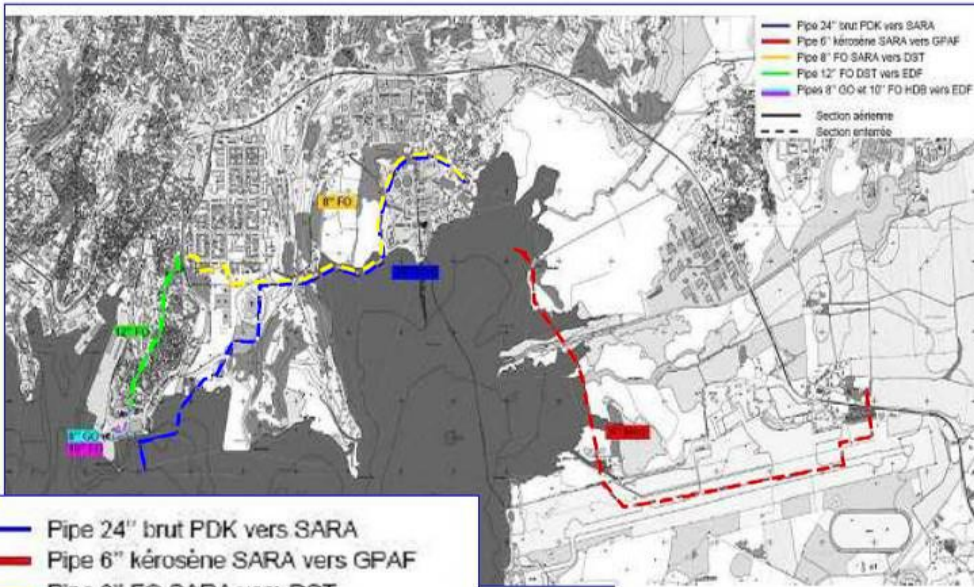 Pipe 24" brut PDK vers SARA
Pipe 6" kérosène SARA vers GPAF
Pipe 8" FO SARA vers DST
Pipe 12" FO DST vers EDF
Pipes 8" GO et 10" FO HDB vers EDF
Section aérienne
Section enterrée
8" FO
12" FO
8" GO
Pipe 24" brut PDK vers SARA
Pipe 6" kérosène SARA vers GPAF